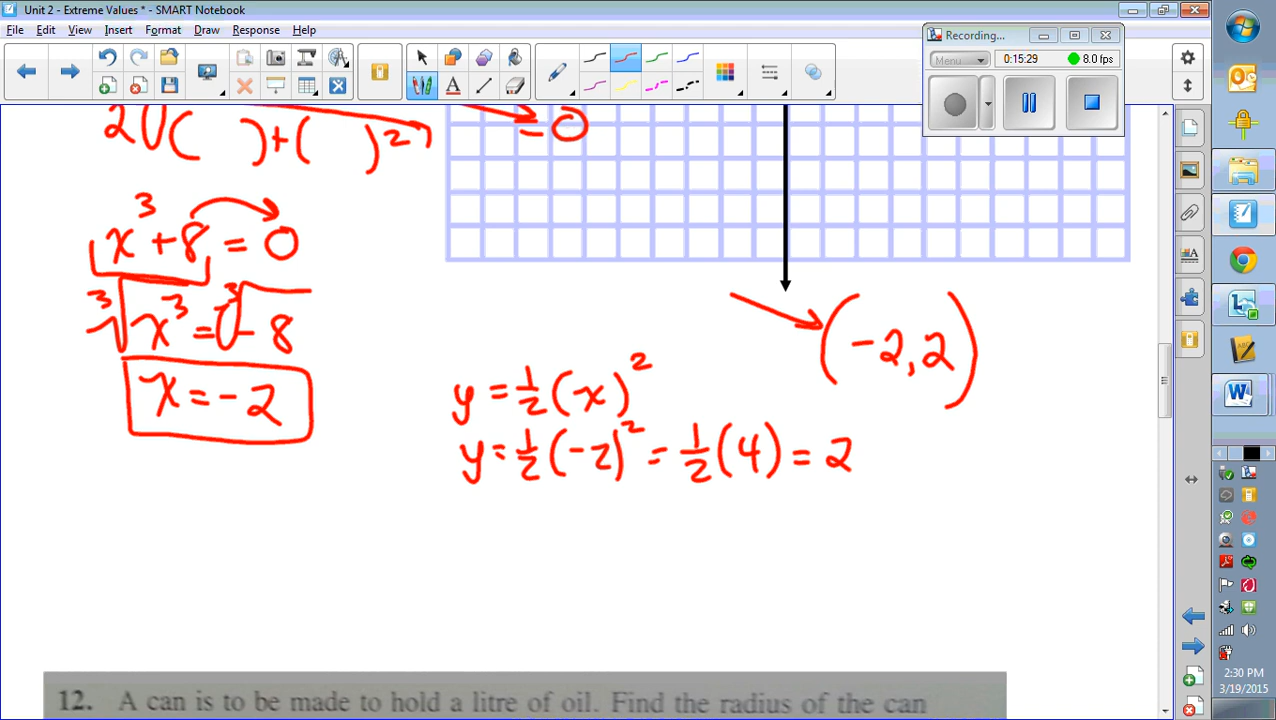 Unit 2 - Extreme Values * - SMART Notebook
File Edit View Insert Format Draw Response Help
Recording...
Menu 0:15:29 8.0 fps
= 0
x³ + 8 = 0
∛x³ = ∛-8
x = -2
(-2, 2)
y = 1/2 (x)²
y = 1/2 (-2)² = 1/2 (4) = 2
12. A can is to be made to hold a litre of oil. Find the radius of the can
2:30 PM
3/19/2015